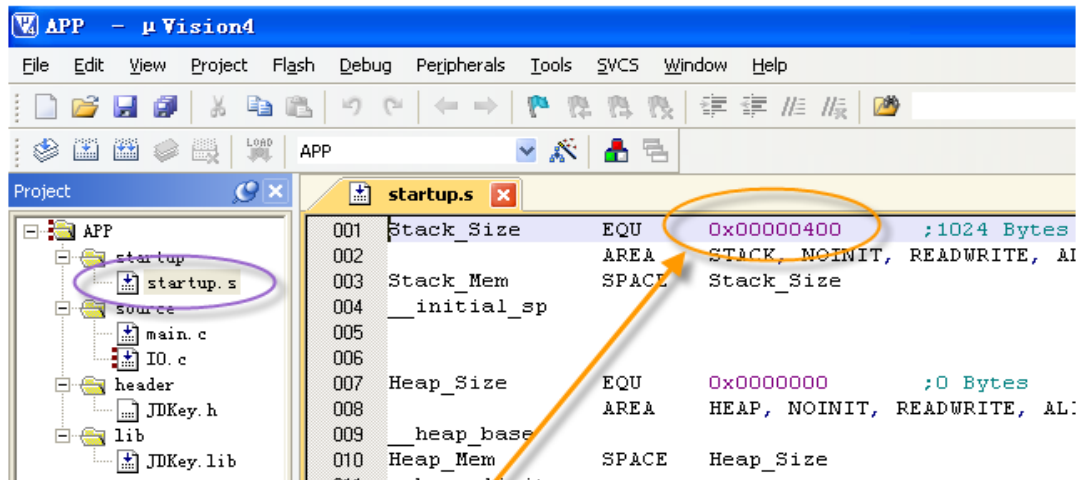 APP - μVision4
File Edit View Project Flash Debug Peripherals Tools SVCS Window Help
LOAD APP
Project
startup.s
APP
startup
startup.s
source
main.c
IO.c
header
JDKey.h
lib
JDKey.lib
001 Stack_Size EQU 0x00000400 ;1024 Bytes
002 AREA STACK, NOINIT, READWRITE, AL
003 Stack_Mem SPACE Stack_Size
004 __initial_sp
005
006
007 Heap_Size EQU 0x0000000 ;0 Bytes
008 AREA HEAP, NOINIT, READWRITE, ALI
009 __heap_base
010 Heap_Mem SPACE Heap_Size